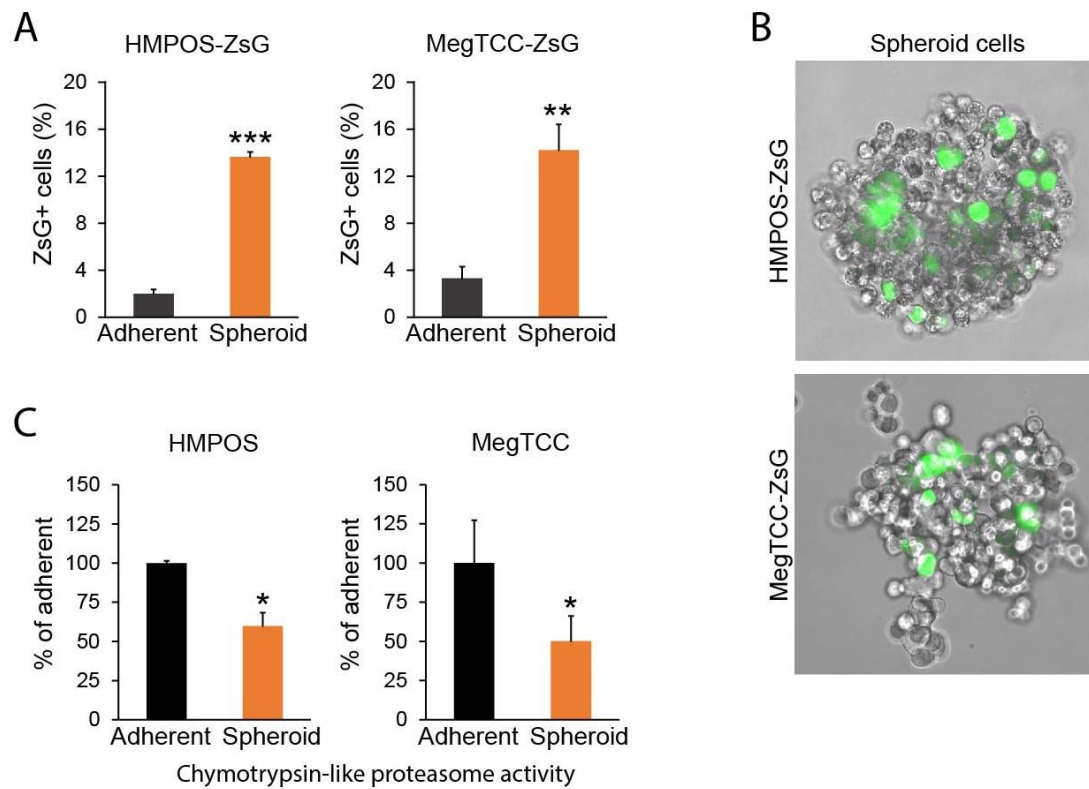 A
HMPOS-ZsG
MegTCC-ZsG
ZsG+ cells (%)
20
16
12
8
4
0
***
Adherent Spheroid
ZsG+ cells (%)
20
16
12
8
4
0
**
Adherent Spheroid
B
Spheroid cells
HMPOS-ZsG
MegTCC-ZsG
C
HMPOS
MegTCC
% of adherent
150
125
100
75
50
25
0
*
Adherent Spheroid
% of adherent
150
125
100
75
50
25
0
*
Adherent Spheroid
Chymotrypsin-like proteasome activity